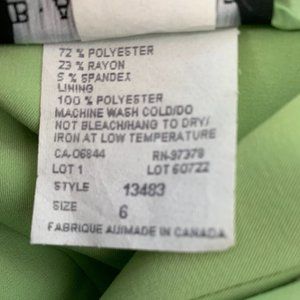 72 % POLYESTER
23 % RAYON
5 % SPANDEX
LINING
100 % POLYESTER
MACHINE WASH COLD/DO
NOT BLEACH/HANG TO DRY/
IRON AT LOW TEMPERATURE
CA-06844 RN-97379
LOT 1 LOT 60722
STYLE 13483
SIZE 6
FABRIQUE AU/MADE IN CANADA